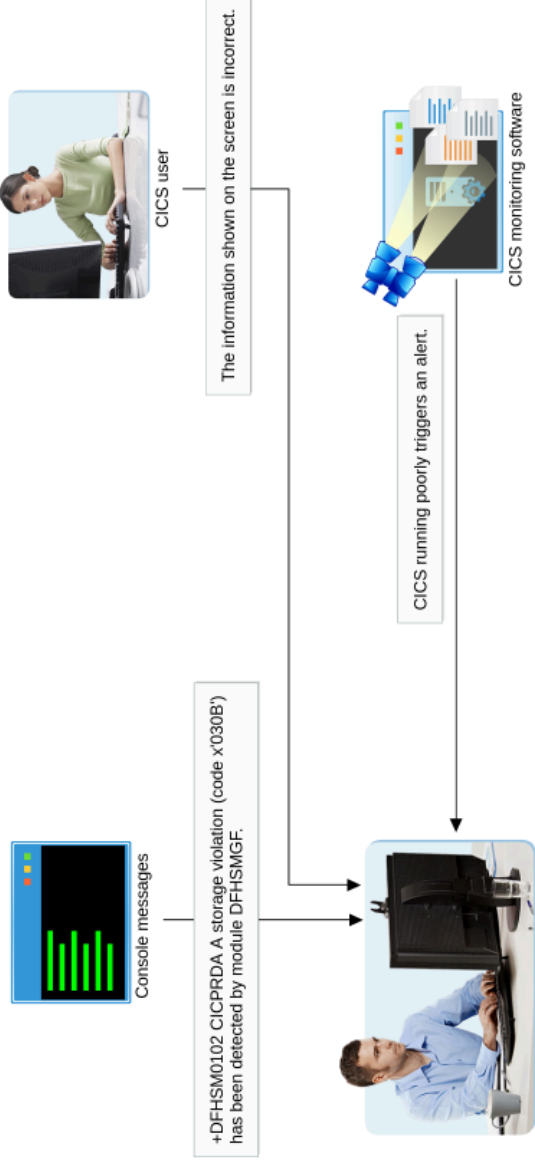 Console messages
+DFHSM0102 CICPRDA A storage violation (code x'030B')
has been detected by module DFHSMGF.
CICS user
The information shown on the screen is incorrect.
CICS running poorly triggers an alert.
CICS monitoring software